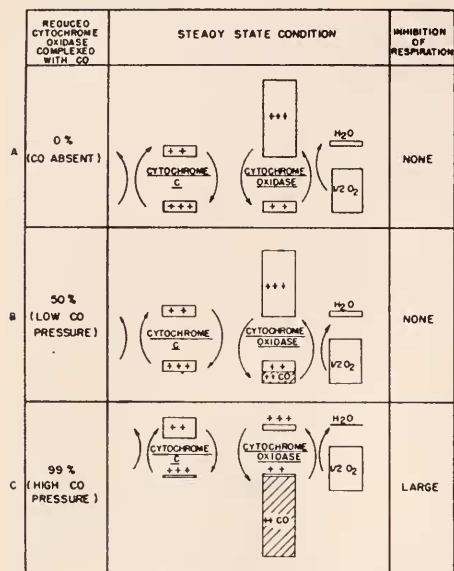 REDUCED
CYTOCHROME
OXIDASE
COMPLEXED
WITH CO
STEADY STATE CONDITION
INHIBITION
OF
RESPIRATION
A
0 %
(CO ABSENT)
+ +
CYTOCHROME
C
+ + +
+++
CYTOCHROME
OXIDASE
+ +
H2O
1/2 O2
NONE
B
50 %
(LOW CO
PRESSURE)
+ +
CYTOCHROME
C
+ + +
+++
CYTOCHROME
OXIDASE
+ +
++ CO
H2O
1/2 O2
NONE
C
99 %
(HIGH CO
PRESSURE)
+ +
CYTOCHROME
C
+++
+ + +
CYTOCHROME
OXIDASE
+ +
++ CO
H2O
1/2 O2
LARGE